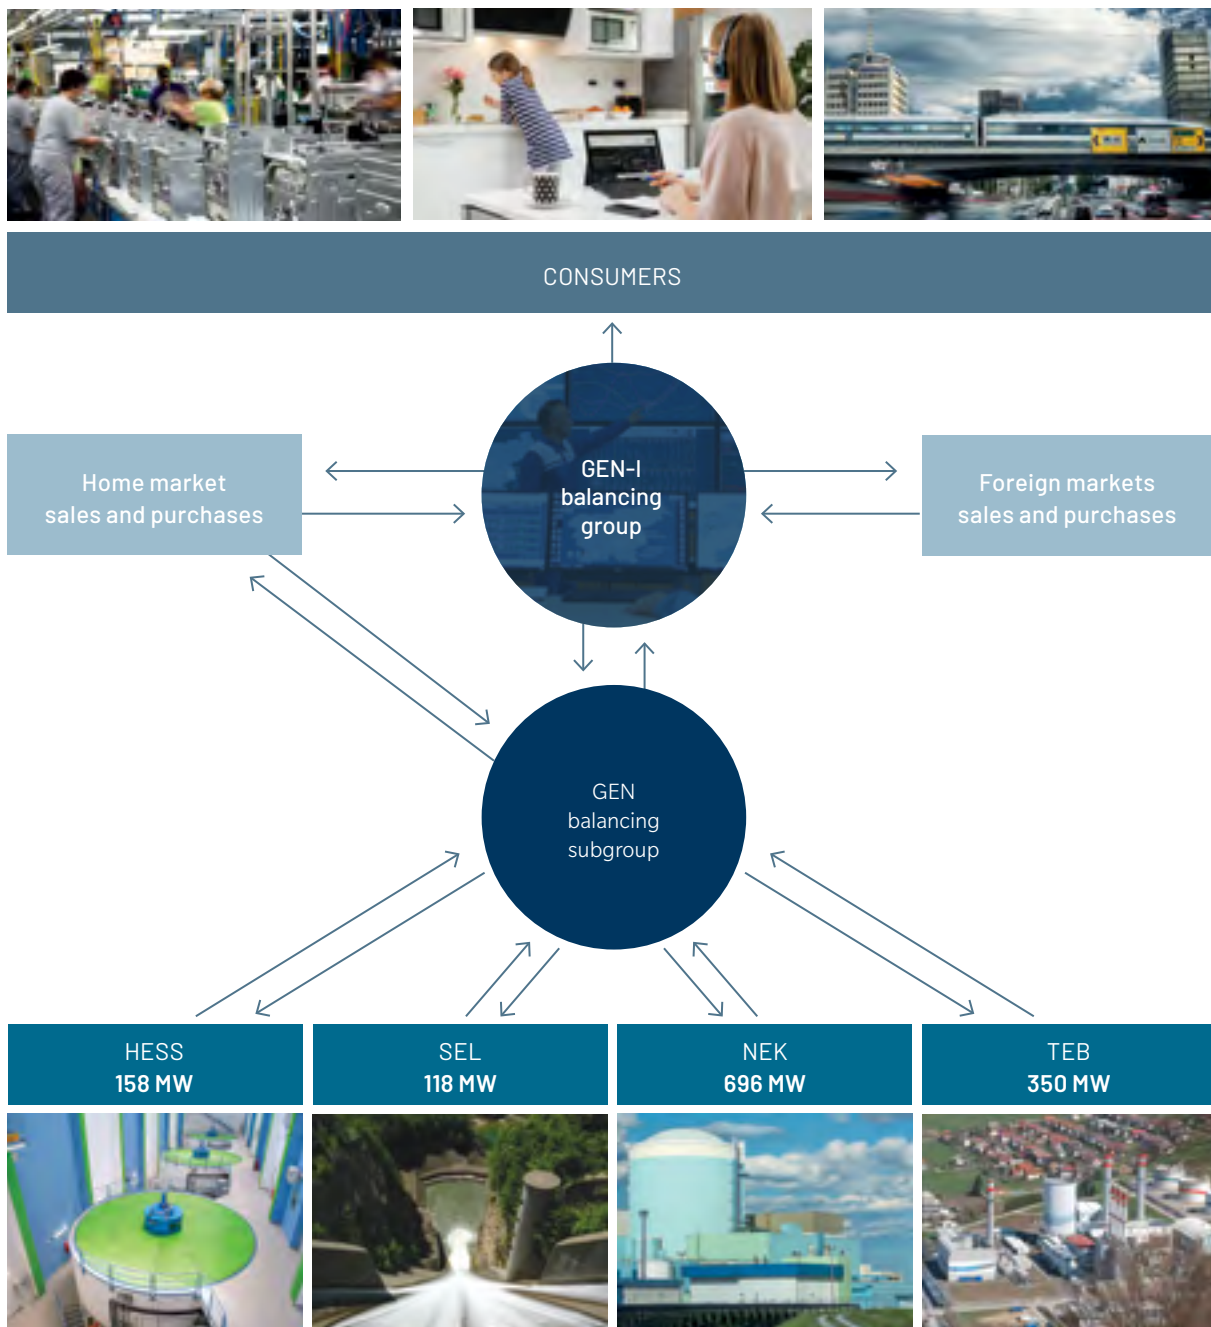 CONSUMERS
GEN-I
balancing
group
Home market
sales and purchases
Foreign markets
sales and purchases
GEN
balancing
subgroup
HESS
158 MW
SEL
118 MW
NEK
696 MW
TEB
350 MW